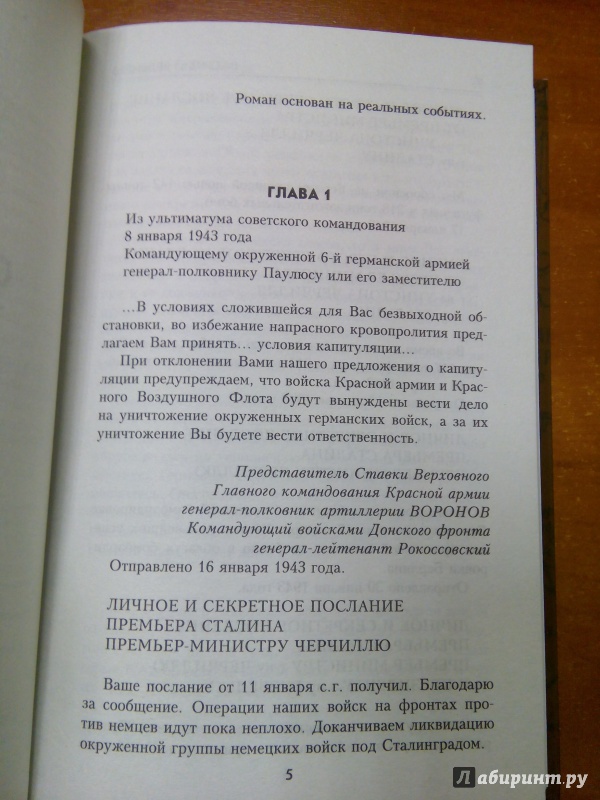 Роман основан на реальных событиях.
ГЛАВА 1
Из ультиматума советского командования
8 января 1943 года
Командующему окруженной 6-й германской армией
генерал-полковнику Паулюсу или его заместителю
…В условиях сложившейся для Вас безвыходной об-
становки, во избежание напрасного кровопролития пред-
лагаем Вам принять… условия капитуляции…
При отклонении Вами нашего предложения о капиту-
ляции предупреждаем, что войска Красной армии и Крас-
ного Воздушного Флота будут вынуждены вести дело
на уничтожение окруженных германских войск, а за их
уничтожение Вы будете вести ответственность.
Представитель Ставки Верховного
Главного командования Красной армии
генерал-полковник артиллерии ВОРОНОВ
Командующий войсками Донского фронта
генерал-лейтенант Рокоссовский
Отправлено 16 января 1943 года.
ЛИЧНОЕ И СЕКРЕТНОЕ ПОСЛАНИЕ
ПРЕМЬЕРА СТАЛИНА
ПРЕМЬЕР-МИНИСТРУ ЧЕРЧИЛЛЮ
Ваше послание от 11 января с.г. получил. Благодарю
за сообщение. Операции наших войск на фронтах про-
тив немцев идут пока неплохо. Доканчиваем ликвидацию
окруженной группы немецких войск под Сталинградом.
5
Лабиринт.ру